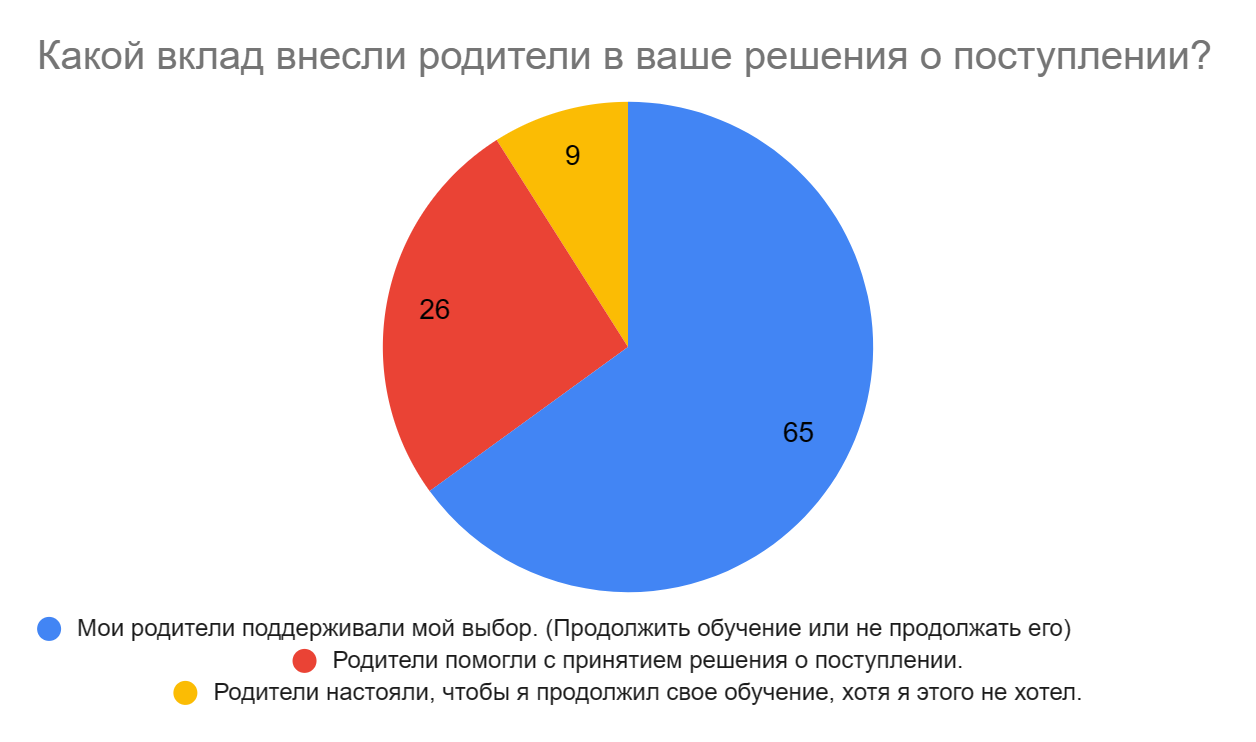 Какой вклад внесли родители в ваше решения о поступлении?
9
26
65
Мои родители поддерживали мой выбор. (Продолжить обучение или не продолжать его)
Родители помогли с принятием решения о поступлении.
Родители настояли, чтобы я продолжил свое обучение, хотя я этого не хотел.